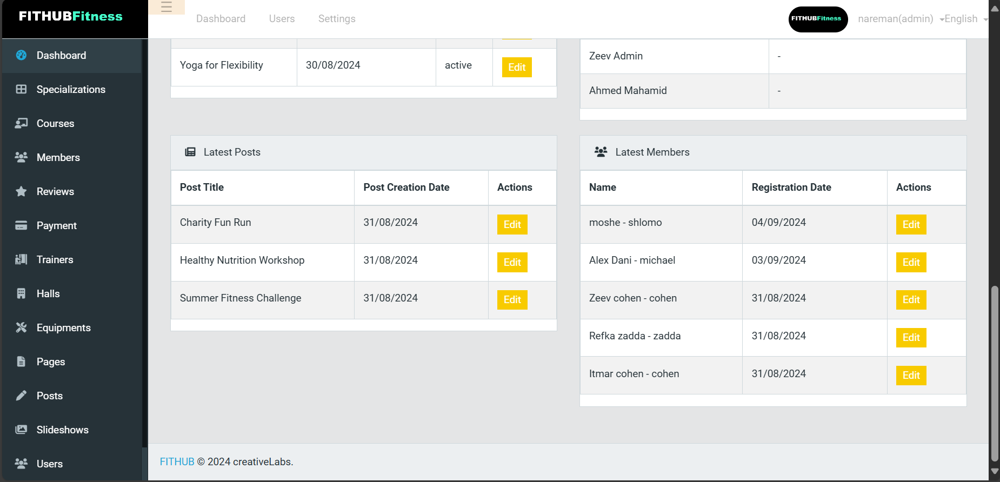 FITHUBFitness
Dashboard Users Settings
FITHUBFitness
nareman(admin) English
Dashboard
Specializations
Courses
Members
Reviews
Payment
Trainers
Halls
Equipments
Pages
Posts
Slideshows
Users
Yoga for Flexibility 30/08/2024 active Edit
Zeev Admin -
Ahmed Mahamid -
Latest Posts
Post Title Post Creation Date Actions
Charity Fun Run 31/08/2024 Edit
Healthy Nutrition Workshop 31/08/2024 Edit
Summer Fitness Challenge 31/08/2024 Edit
Latest Members
Name Registration Date Actions
moshe - shlomo 04/09/2024 Edit
Alex Dani - michael 03/09/2024 Edit
Zeev cohen - cohen 31/08/2024 Edit
Refka zadda - zadda 31/08/2024 Edit
Itmar cohen - cohen 31/08/2024 Edit
FITHUB © 2024 creativeLabs.